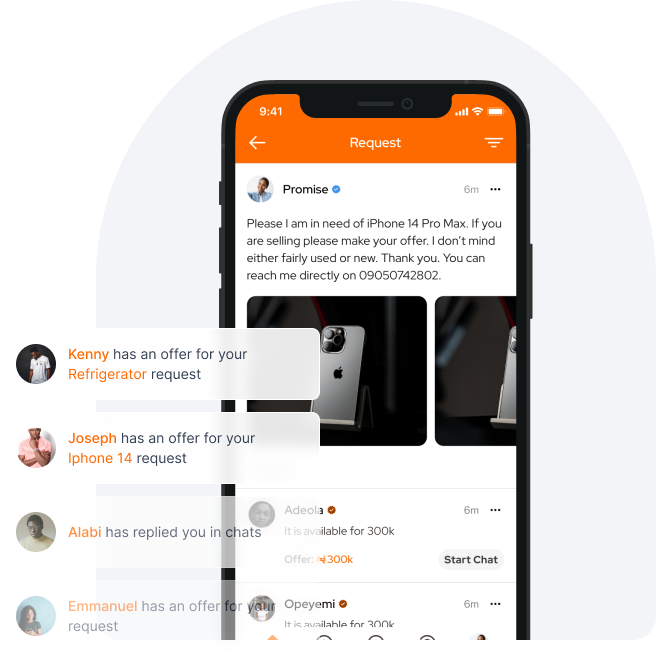 9:41
Request
Promise
6m
Please I am in need of iPhone 14 Pro Max. If you
are selling please make your offer. I don't mind
either fairly used or new. Thank you. You can
reach me directly on 09050742802.
Kenny has an offer for your
Refrigerator request
Joseph has an offer for your
Iphone 14 request
Adeola
6m
It is available for 300k
Alabi has replied you in chats
Offer: ₦300k
Start Chat
Emmanuel has an offer for your
request
Opeyemi
6m
It is available for 300k